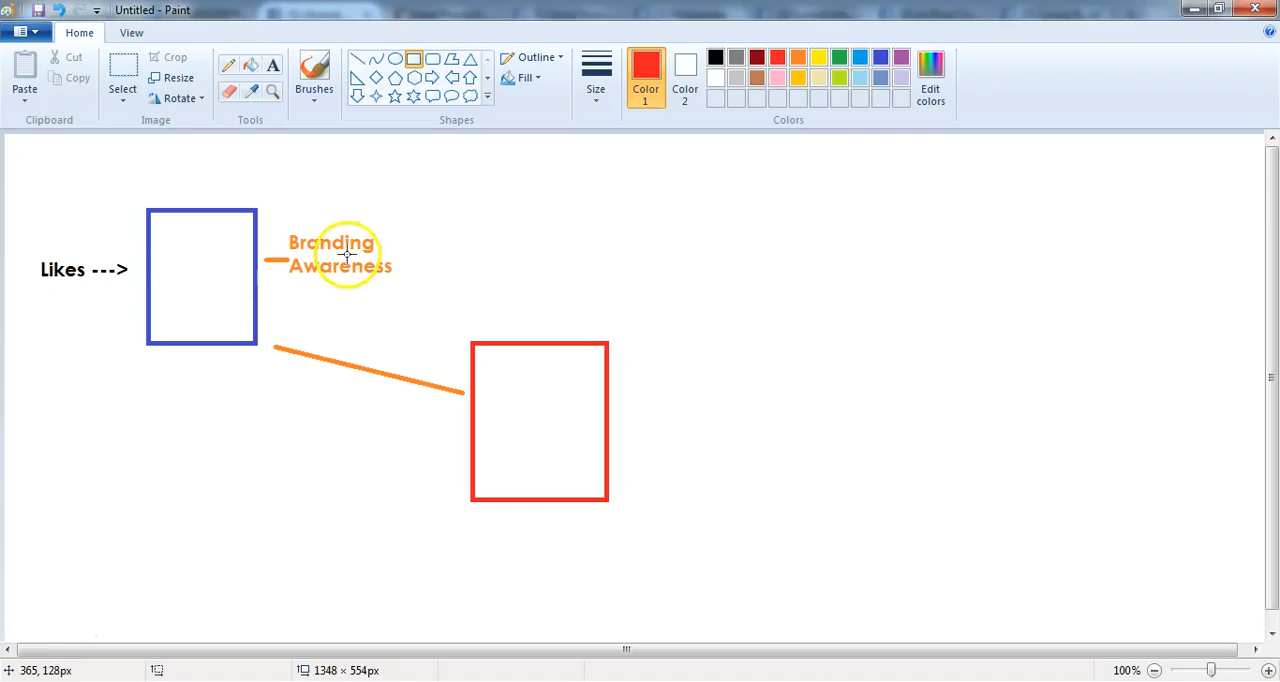 Untitled - Paint
Home
View
Paste
Cut
Copy
Clipboard
Select
Crop
Resize
Rotate
Image
A
Tools
Brushes
Shapes
Outline
Fill
Size
Color 1
Color 2
Edit colors
Colors
Likes --->
Branding
Awareness
365, 128px
1348 × 554px
100%